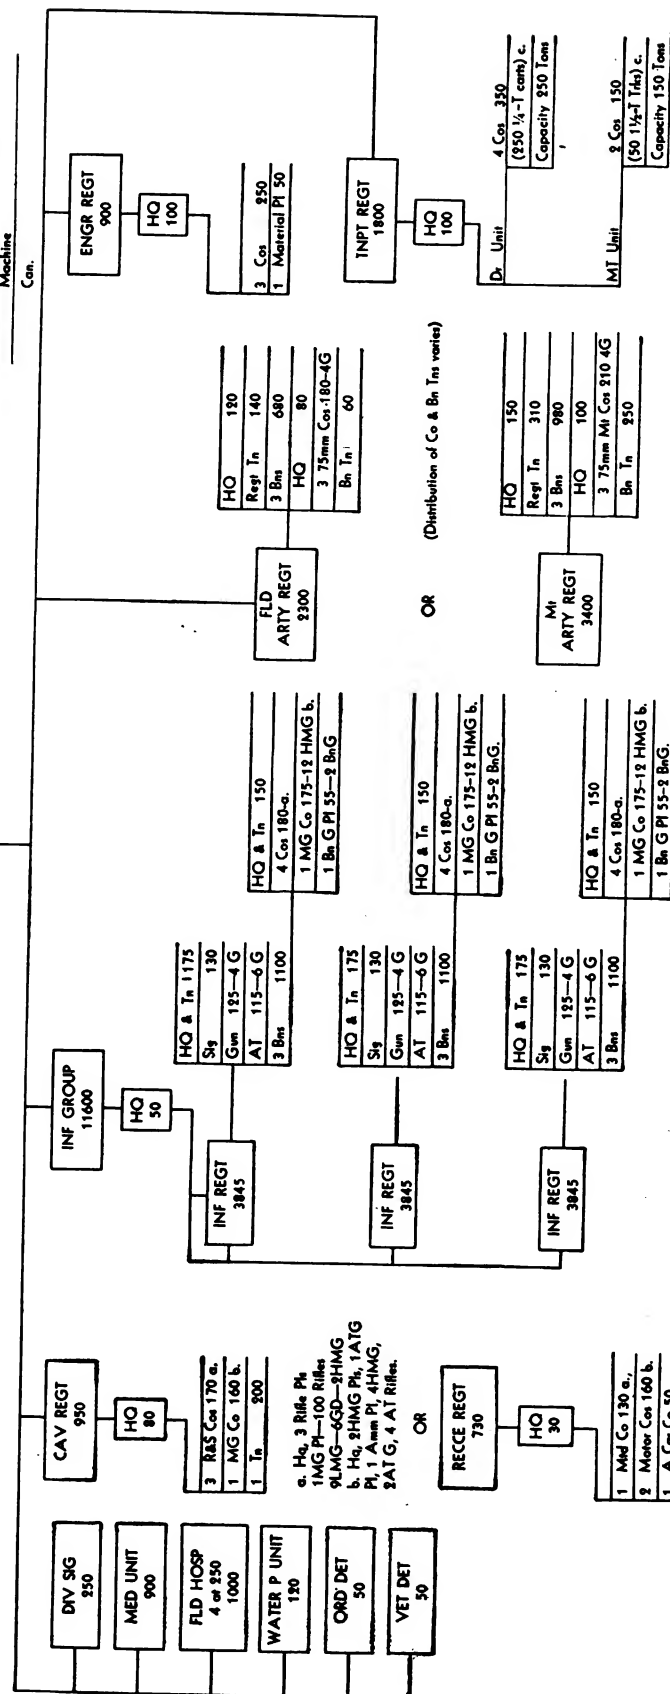 Machine
Can.
DIV SIG
250
MED UNIT
900
FLD HOSP
4 at 250
1000
WATER P UNIT
120
ORD DET
50
VET DET
50
CAV REGT
950
HQ
80
3 R&S Cos 170 a.
1 MG Co 160 b.
1 Tn 200
a. Hq, 3 Rifle Pls
1MG Pl—100 Rifles
9LMG—6GD—2HMG
b. Hq, 2HMG Pls, 1ATG
Pl, 1 Amm Pl, 4HMG,
2ATG, 4 AT Rifles.
OR
RECCE REGT
730
HQ
30
1 Mtd Co 130 a.,
2 Motor Cos 160 b.
1 A Car Co 50
INF GROUP
11600
HQ
50
INF REGT
3845
HQ & Tn 175
Sig 130
Gun 125—4 G
AT 115—6 G
3 Bns 1100
HQ & Tn 150
4 Cos 180-a.
1 MG Co 175-12 HMG b.
1 Bn G Pl 55—2 BnG
INF REGT
3845
HQ & Tn 175
Sig 130
Gun 125—4 G
AT 115—6 G
3 Bns 1100
HQ & Tn 150
4 Cos 180-a.
1 MG Co 175-12 HMG b.
1 Bn G Pl 55-2 BnG.
INF REGT
3845
HQ & Tn 175
Sig 130
Gun 125—4 G
AT 115—6 G
3 Bns 1100
HQ & Tn 150
4 Cos 180-a.
1 MG Co 175-12 HMG b.
1 Bn G Pl 55-2 BnG.
FLD
ARTY REGT
2300
HQ 120
Regt Tn 140
3 Bns 680
HQ 80
3 75mm Cos-180-4G
Bn Tn 60
OR
(Distribution of Co & Bn Tns varies)
Mt
ARTY REGT
3400
HQ 150
Regt Tn 310
3 Bns 980
HQ 100
3 75mm Mt Cos 210 4G
Bn Tn 250
ENGR REGT
900
HQ
100
3 Cos 250
1 Material Pl 50
TNPT REGT
1800
HQ
100
Dr Unit
4 Cos 350
(250 ¼-T carts) c.
Capacity 250 Tons
MT Unit
2 Cos 150
(50 1½-T Trks) c.
Capacity 150 Tons